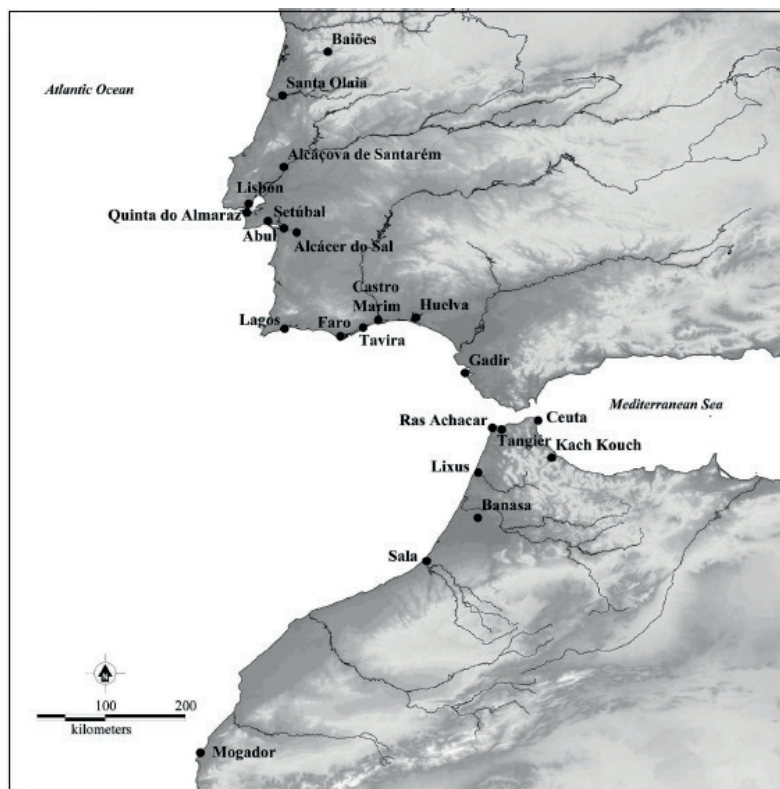 Baiões
Atlantic Ocean
Santa Olaia
Alcáçova de Santarém
Lisbon
Quinta do Almaraz
Setúbal
Abul
Alcácer do Sal
Castro
Marim
Huelva
Lagos
Faro
Tavira
Gadir
Mediterranean Sea
Ras Achacar
Ceuta
Tangier
Kach Kouch
Lixus
Banasa
Sala
N
100
200
kilometers
Mogador